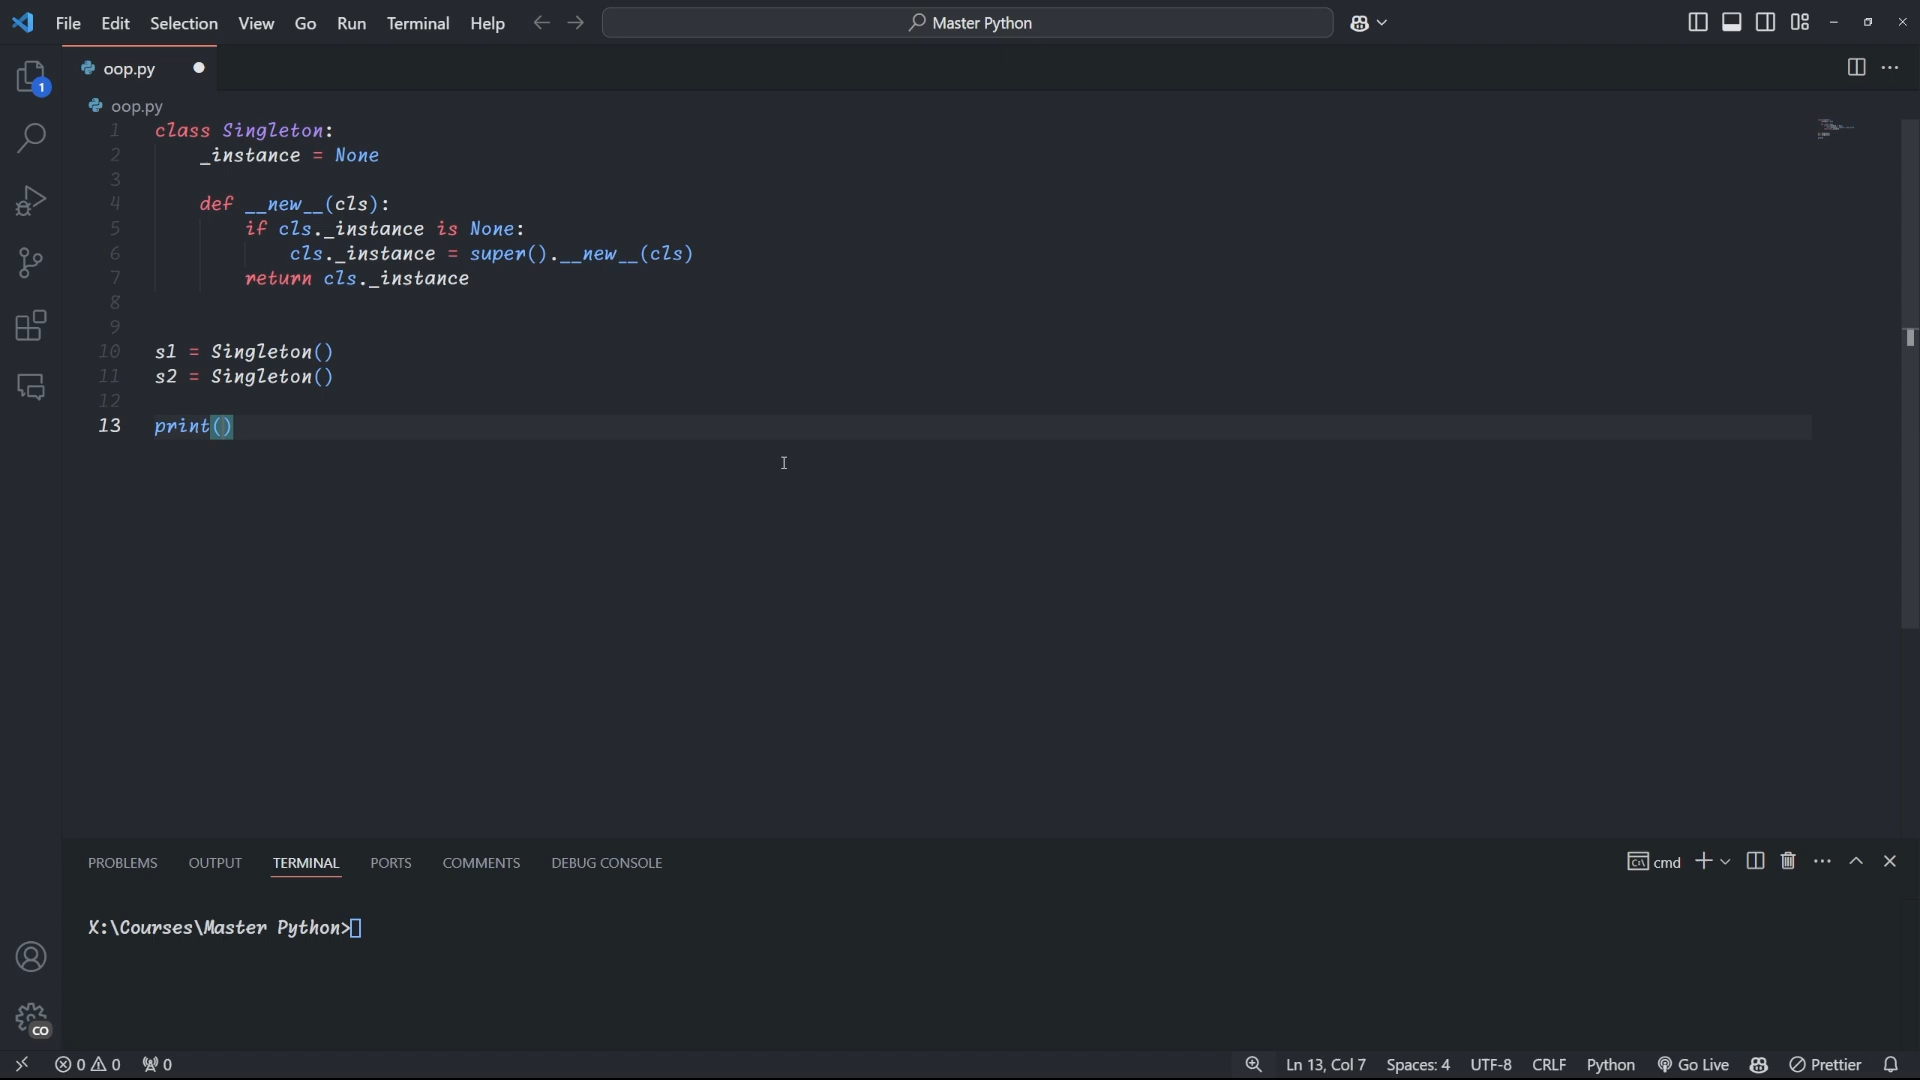 File Edit Selection View Go Run Terminal Help
Master Python
1
oop.py
oop.py
1 class Singleton:
2     _instance = None
3
4     def __new__(cls):
5         if cls._instance is None:
6             cls._instance = super().__new__(cls)
7         return cls._instance
8
9
10 s1 = Singleton()
11 s2 = Singleton()
12
13 print()
PROBLEMS OUTPUT TERMINAL PORTS COMMENTS DEBUG CONSOLE
cmd
X:\Courses\Master Python>
CO
0 0 0 Ln 13, Col 7 Spaces: 4 UTF-8 CRLF Python Go Live Prettier